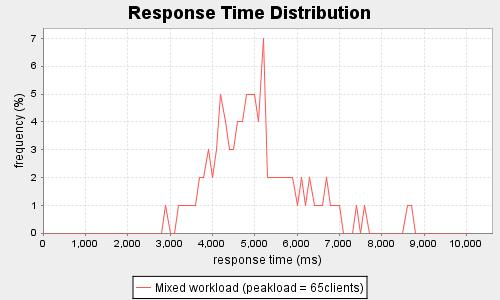 Response Time Distribution
frequency (%)
7
6
5
4
3
2
1
0
0 1,000 2,000 3,000 4,000 5,000 6,000 7,000 8,000 9,000 10,000
response time (ms)
Mixed workload (peakload = 65clients)